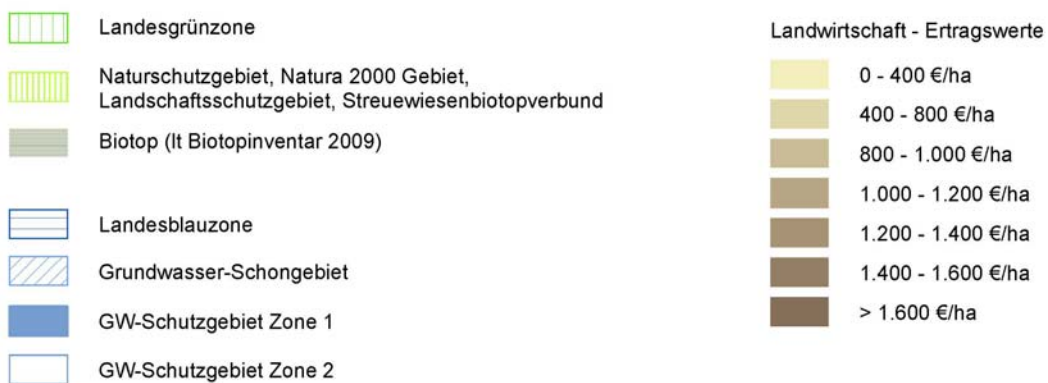 Landesgrünzone
Naturschutzgebiet, Natura 2000 Gebiet,
Landschaftsschutzgebiet, Streuewiesenbiotopverbund
Biotop (lt Biotopinventar 2009)
Landesblauzone
Grundwasser-Schongebiet
GW-Schutzgebiet Zone 1
GW-Schutzgebiet Zone 2
Landwirtschaft - Ertragswerte
0 - 400 €/ha
400 - 800 €/ha
800 - 1.000 €/ha
1.000 - 1.200 €/ha
1.200 - 1.400 €/ha
1.400 - 1.600 €/ha
> 1.600 €/ha